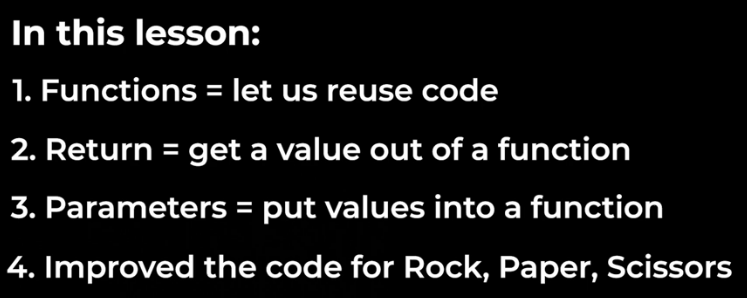 In this lesson:
1. Functions = let us reuse code
2. Return = get a value out of a function
3. Parameters = put values into a function
4. Improved the code for Rock, Paper, Scissors